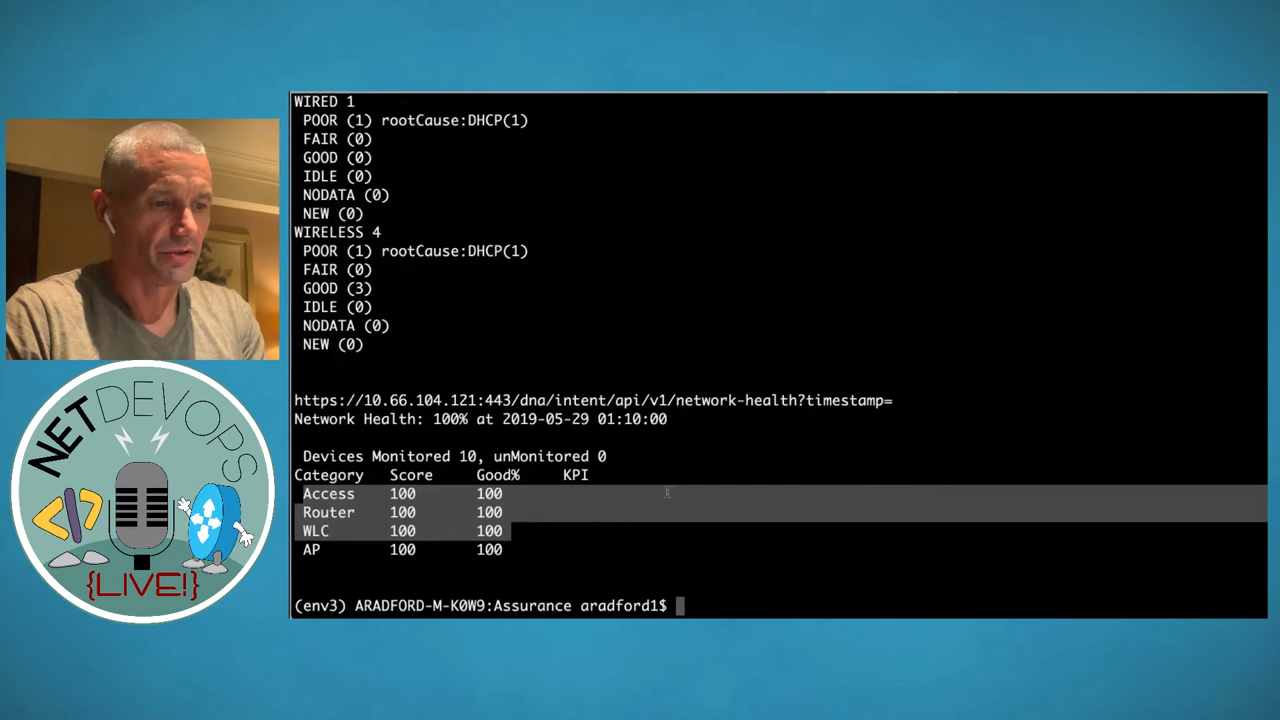 WIRED 1
POOR (1) rootCause:DHCP(1)
FAIR (0)
GOOD (0)
IDLE (0)
NODATA (0)
NEW (0)
WIRELESS 4
POOR (1) rootCause:DHCP(1)
FAIR (0)
GOOD (3)
IDLE (0)
NODATA (0)
NEW (0)
https://10.66.104.121:443/dna/intent/api/v1/network-health?timestamp=
Network Health: 100% at 2019-05-29 01:10:00
Devices Monitored 10, unMonitored 0
Category Score Good% KPI
Access 100 100
Router 100 100
WLC 100 100
AP 100 100
(env3) ARADFORD-M-K0W9:Assurance aradford1$
NETDEVOPS
</>
{LIVE!}